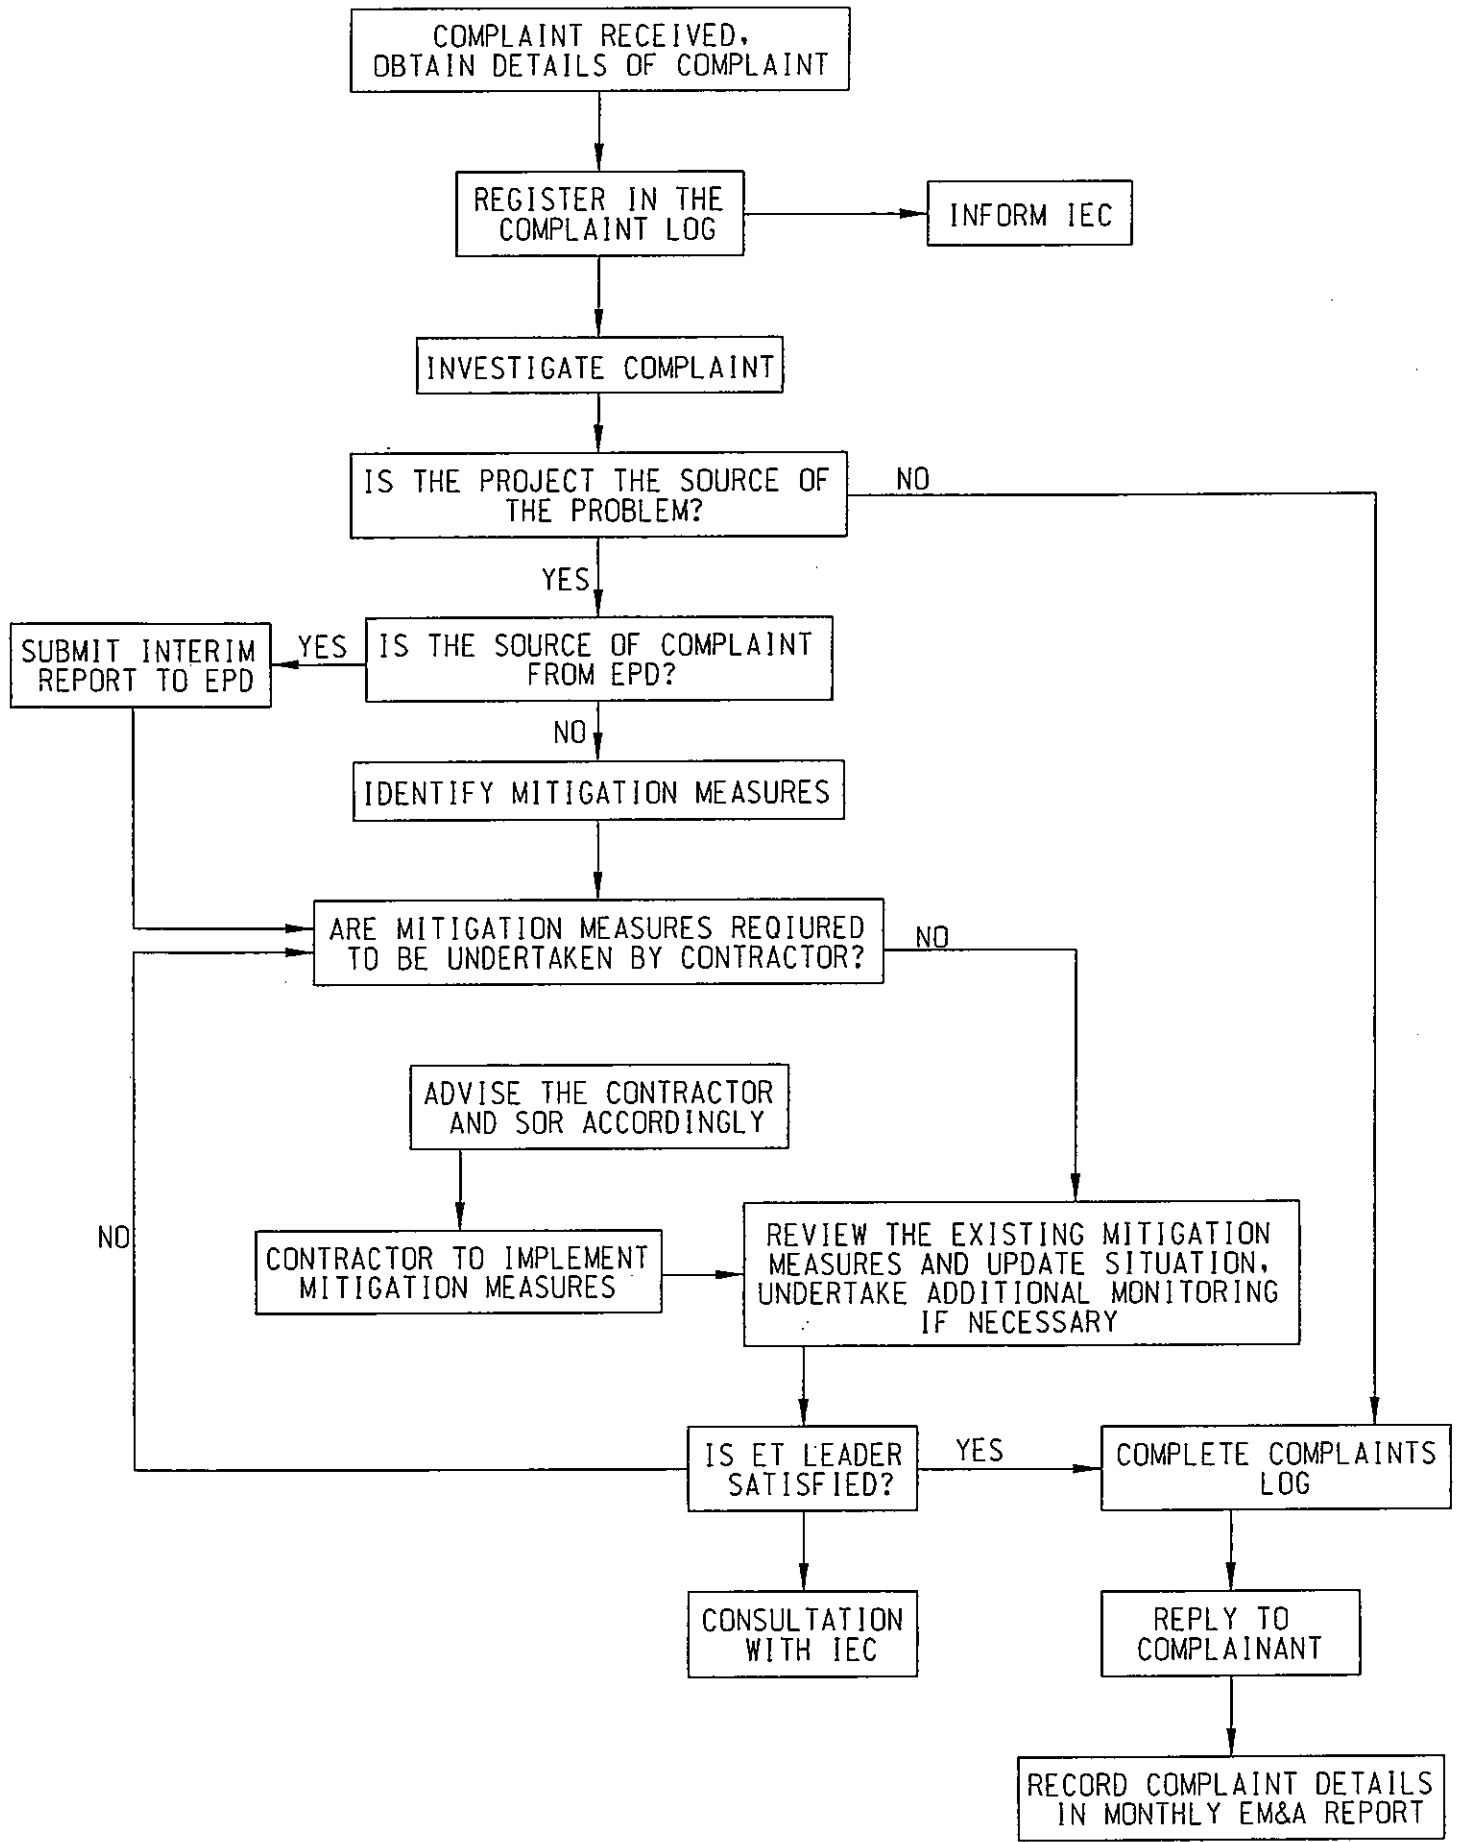 COMPLAINT RECEIVED,
OBTAIN DETAILS OF COMPLAINT
REGISTER IN THE
COMPLAINT LOG
INFORM IEC
INVESTIGATE COMPLAINT
IS THE PROJECT THE SOURCE OF
THE PROBLEM?
NO
YES
SUBMIT INTERIM
REPORT TO EPD
YES
IS THE SOURCE OF COMPLAINT
FROM EPD?
NO
IDENTIFY MITIGATION MEASURES
ARE MITIGATION MEASURES REQIURED
TO BE UNDERTAKEN BY CONTRACTOR?
NO
ADVISE THE CONTRACTOR
AND SOR ACCORDINGLY
NO
CONTRACTOR TO IMPLEMENT
MITIGATION MEASURES
REVIEW THE EXISTING MITIGATION
MEASURES AND UPDATE SITUATION,
UNDERTAKE ADDITIONAL MONITORING
IF NECESSARY
IS ET LEADER
SATISFIED?
YES
COMPLETE COMPLAINTS
LOG
CONSULTATION
WITH IEC
REPLY TO
COMPLAINANT
RECORD COMPLAINT DETAILS
IN MONTHLY EM&A REPORT